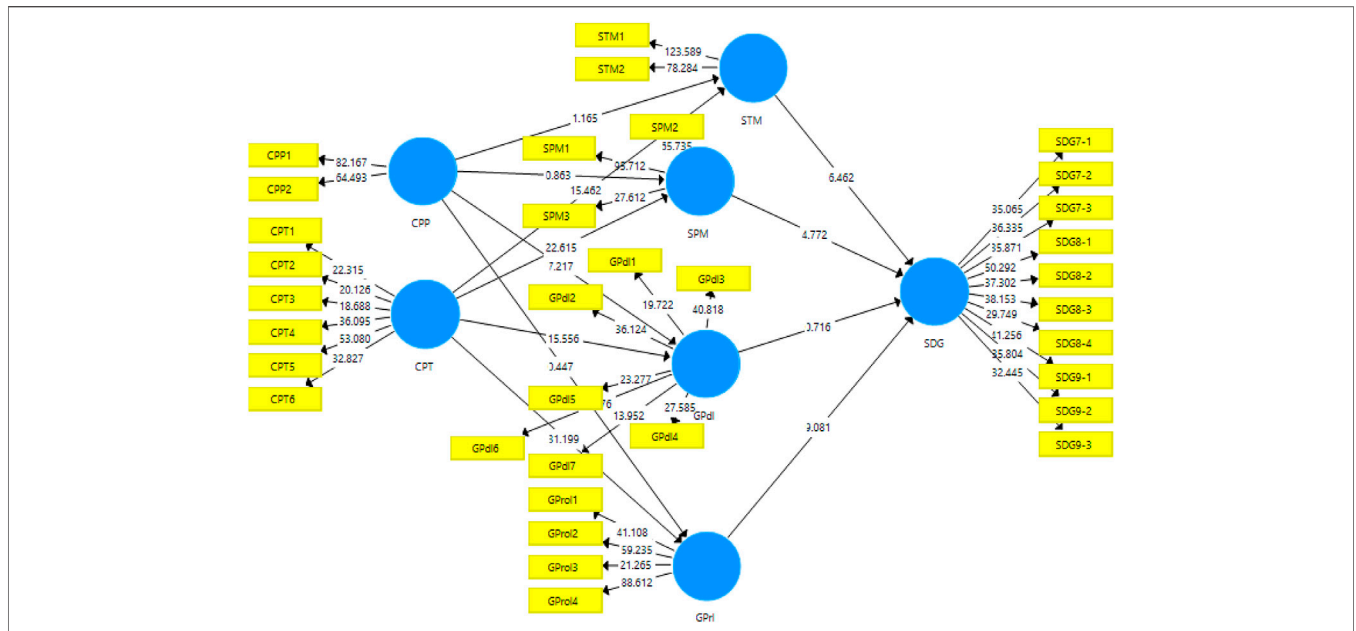 STM1
STM2
123.589
78.284
STM
CPP1
CPP2
82.167
64.493
CPP
1.165
0.863
7.217
0.447
SPM1
SPM2
SPM3
27.612
SPM
CPT1
CPT2
CPT3
CPT4
CPT5
CPT6
22.315
20.126
18.688
36.095
53.080
32.827
CPT
15.462
22.615
15.556
31.199
GPdI1
GPdI2
GPdI3
GPdI5
GPdI4
GPdI6
GPdI7
19.722
36.124
40.818
23.277
13.952
27.585
GPdI
GProI1
GProI2
GProI3
GProI4
41.108
59.235
21.265
88.612
GPrI
6.462
4.772
0.716
9.081
SDG
SDG7-1
SDG7-2
SDG7-3
SDG8-1
SDG8-2
SDG8-3
SDG8-4
SDG9-1
SDG9-2
SDG9-3
35.065
36.335
35.871
50.292
37.302
38.153
29.749
41.256
35.804
32.445